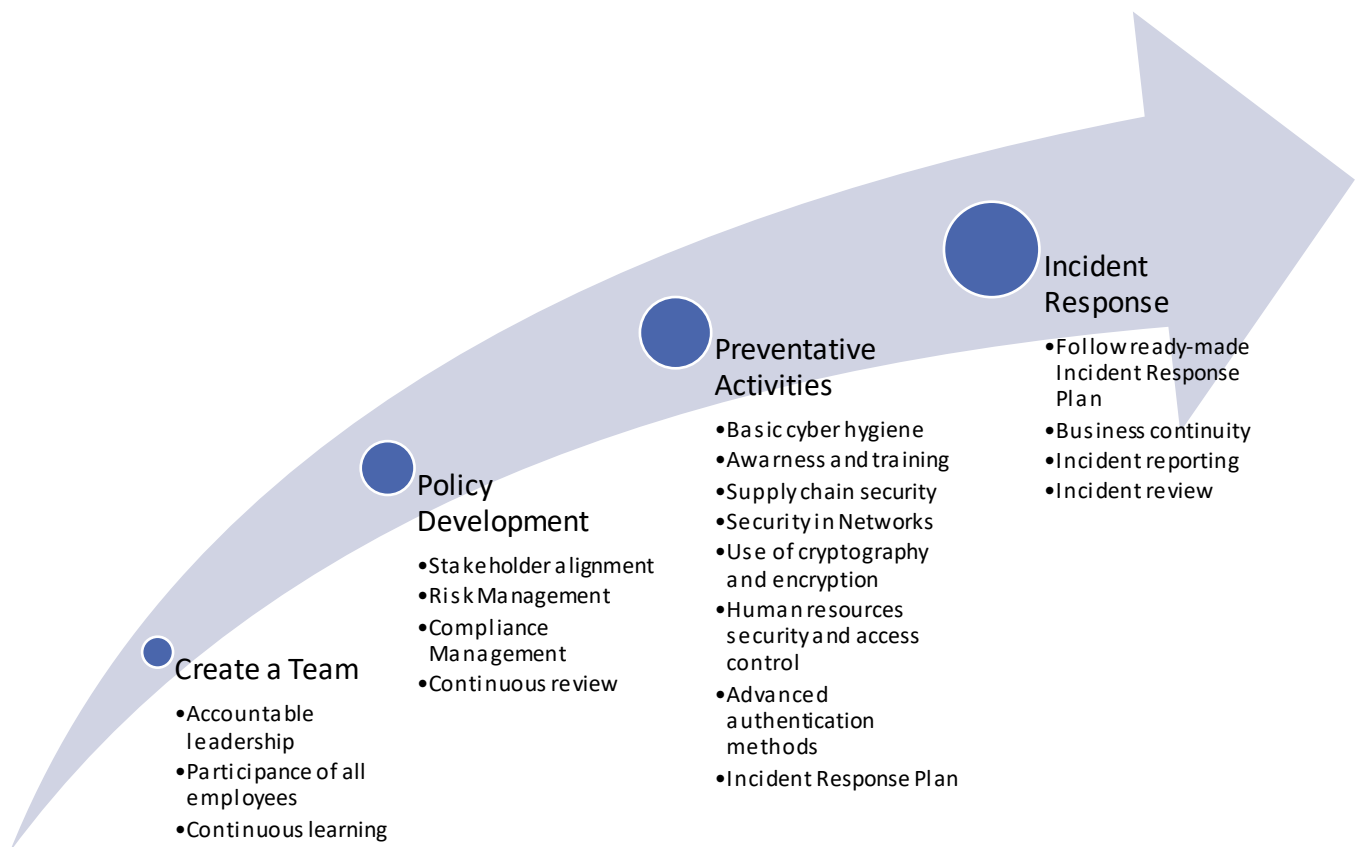 Create a Team
•Accountable
leadership
•Participance of all
employees
•Continuous learning
Policy
Development
•Stakeholder alignment
•Risk Management
•Compliance
Management
•Continuous review
Preventative
Activities
•Basic cyber hygiene
•Awarness and training
•Supply chain security
•Security in Networks
•Use of cryptography
and encryption
•Human resources
security and access
control
•Advanced
authentication
methods
•Incident Response Plan
Incident
Response
•Follow ready-made
Incident Response
Plan
•Business continuity
•Incident reporting
•Incident review